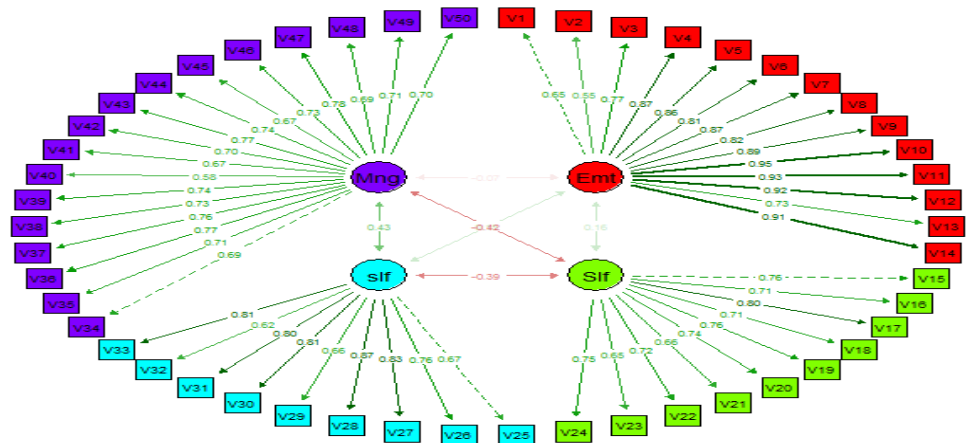 V48 V49 V50 V1 V2 V3
V47 V4
V46 V5
V45 V6
V44 V7
V43 V8
V42 V9
V41 V10
V40 V11
V39 V12
V38 V13
V37 V14
V36 V15
V35 V16
V34 V17
V33 V18
V32 V19
V31 V20
V30 V21
V29 V22
V28 V27 V26 V25 V24 V23
Mng Emt
slf Slf
0.65 0.55 0.77 0.87 0.86 0.81 0.87 0.82 0.89 0.95 0.93 0.92 0.73 0.91
0.76 0.71 0.80 0.71 0.76 0.74 0.66 0.72 0.65 0.75
0.67 0.76 0.83 0.87 0.66 0.81 0.80 0.62 0.81
0.69 0.71 0.77 0.76 0.73 0.74 0.58 0.67 0.70 0.77 0.74 0.67 0.73 0.78 0.69 0.71 0.70
-0.07
0.43 -0.42 0.16
-0.39